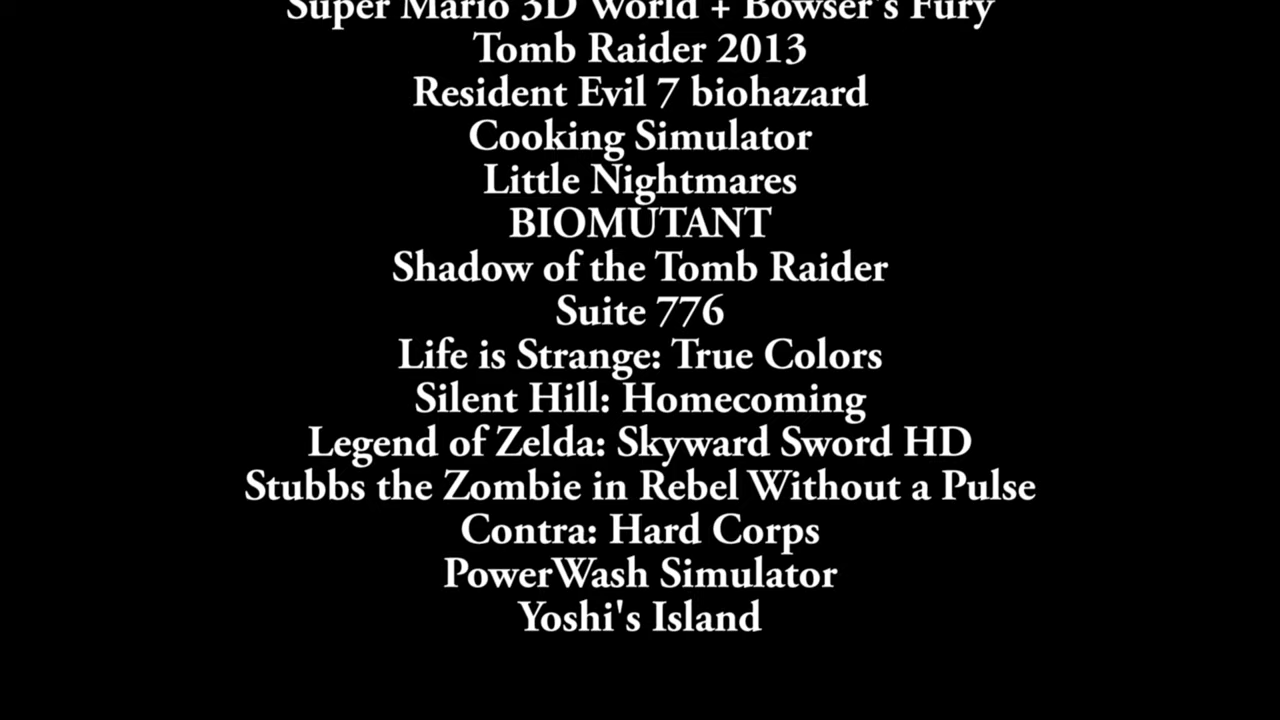 Super Mario 3D World + Bowser's Fury
Tomb Raider 2013
Resident Evil 7 biohazard
Cooking Simulator
Little Nightmares
BIOMUTANT
Shadow of the Tomb Raider
Suite 776
Life is Strange: True Colors
Silent Hill: Homecoming
Legend of Zelda: Skyward Sword HD
Stubbs the Zombie in Rebel Without a Pulse
Contra: Hard Corps
PowerWash Simulator
Yoshi's Island